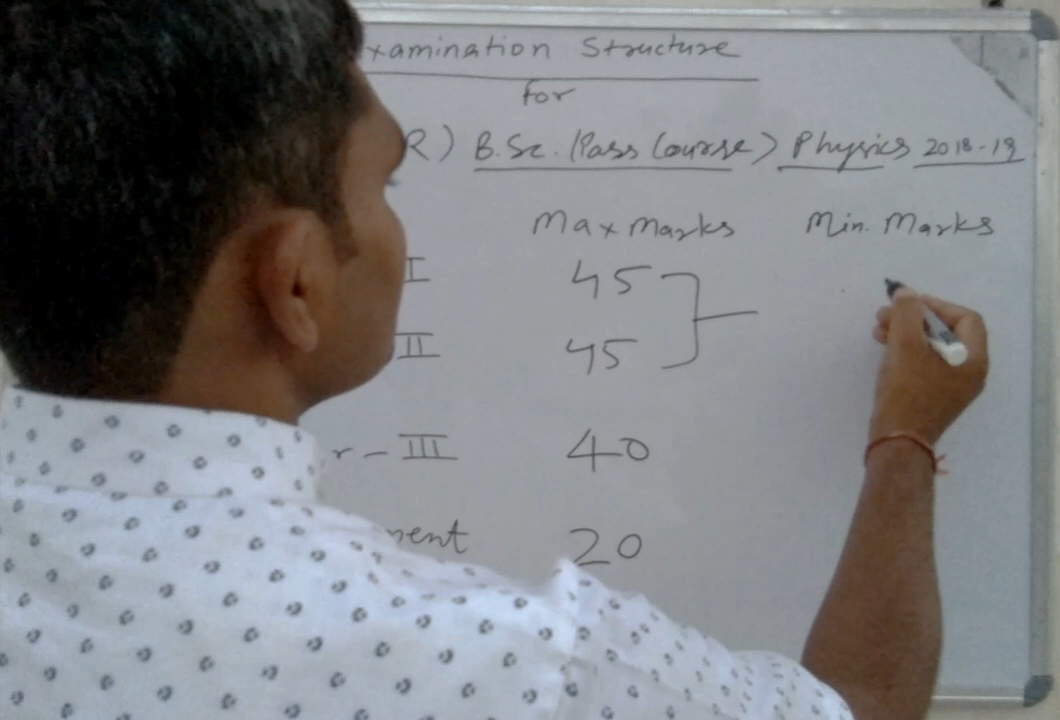 xamination Structure
for
R) B.Sc. (Pass Course) Physics 2018-19
Max Marks Min. Marks
I 45
II 45
r - III 40
ment 20